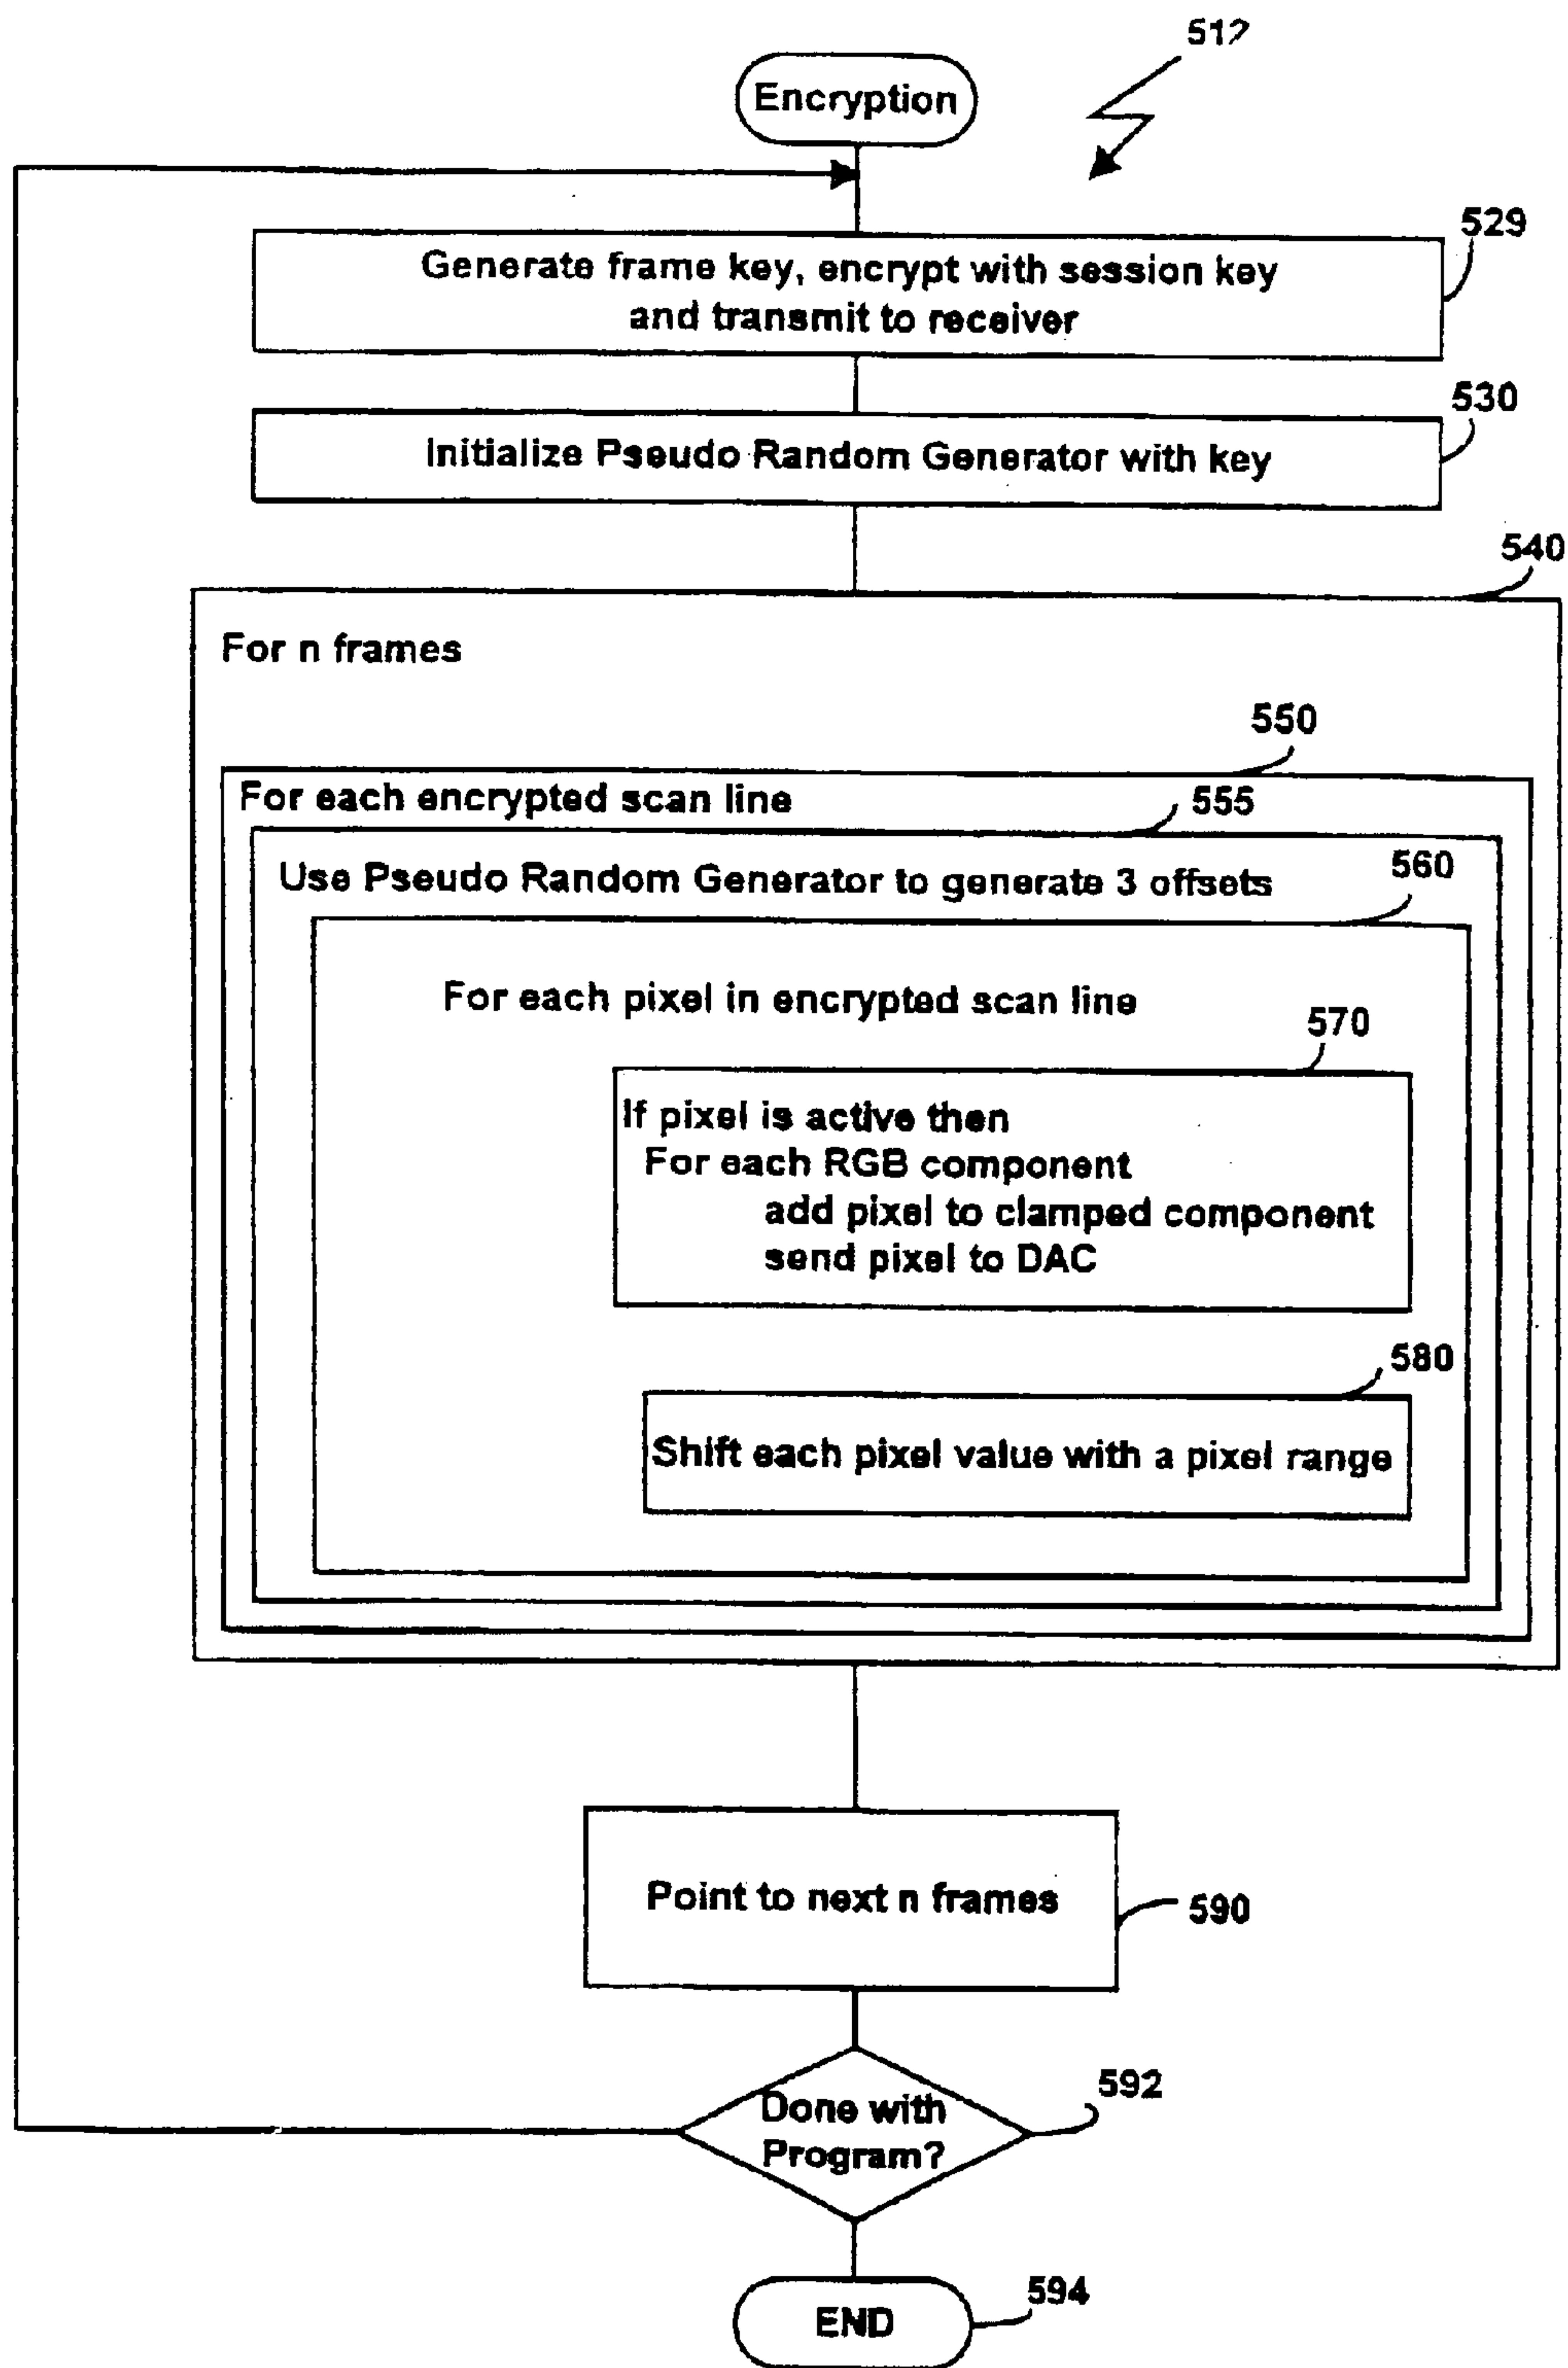 512
Encryption
529
Generate frame key, encrypt with session key
and transmit to receiver
530
Initialize Pseudo Random Generator with key
540
For n frames
550
For each encrypted scan line
555
Use Pseudo Random Generator to generate 3 offsets
560
For each pixel in encrypted scan line
570
If pixel is active then
For each RGB component
add pixel to clamped component
send pixel to DAC
580
Shift each pixel value with a pixel range
Point to next n frames
590
592
Done with
Program?
594
END